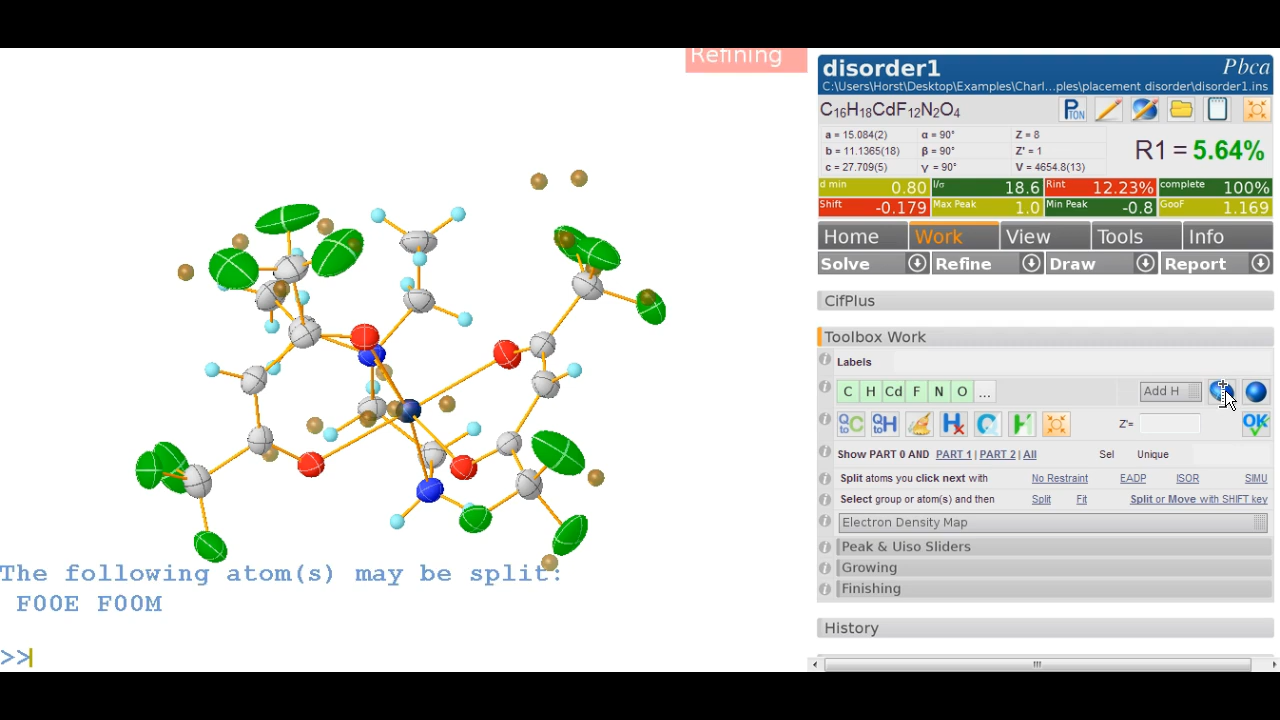 Refining
disorder1 Pbca
C:\Users\Horst\Desktop\Examples\Charl...ples\placement disorder\disorder1.ins
C16H18CdF12N2O4
a = 15.084(2) α = 90° Z = 8
b = 11.1365(18) β = 90° Z' = 1
c = 27.709(5) γ = 90° V = 4654.8(13)
R1 = 5.64%
d min 0.80 I/σ 18.6 Rint 12.23% complete 100%
Shift -0.179 Max Peak 1.0 Min Peak -0.8 GooF 1.169
Home Work View Tools Info
Solve Refine Draw Report
CifPlus
Toolbox Work
Labels
C H Cd F N O ... Add H
Q to C Q to H H Z'= OK
Show PART 0 AND PART 1 | PART 2 | All Sel Unique
Split atoms you click next with No Restraint EADP ISOR SIMU
Select group or atom(s) and then Split Fit Split or Move with SHIFT key
Electron Density Map
Peak & Uiso Sliders
Growing
Finishing
History
The following atom(s) may be split:
F00E F00M
>>